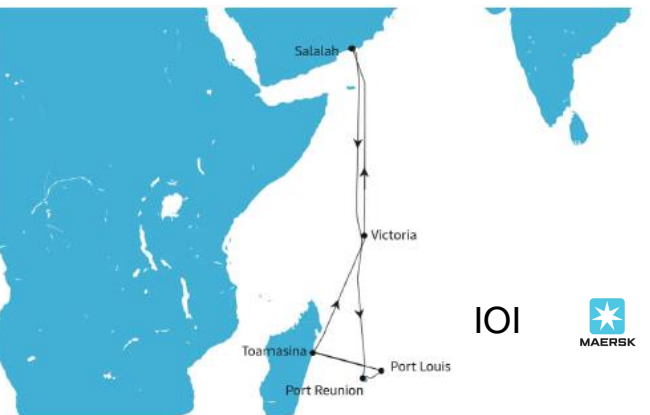 Salalah
Victoria
IOI
MAERSK
Toamasina
Port Louis
Port Reunion